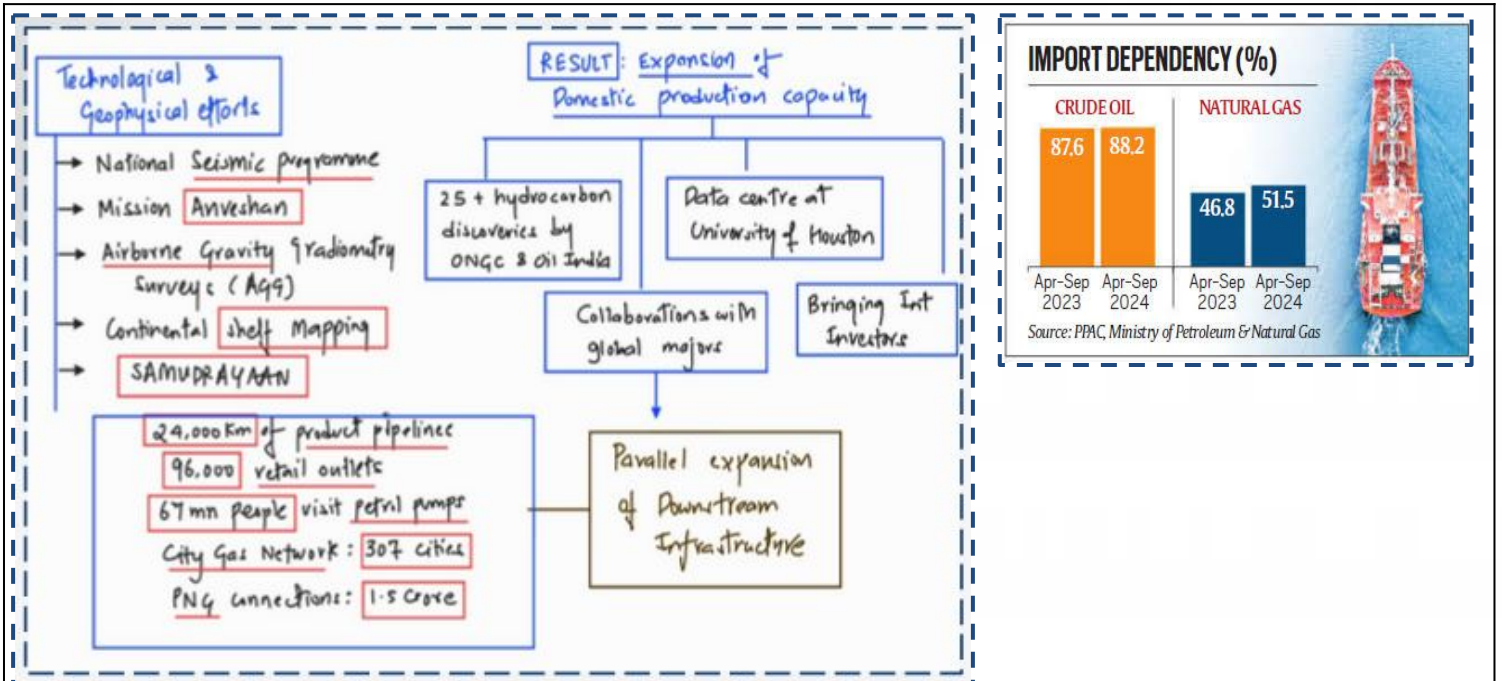 Technological &
Geophysical efforts
→ National Seismic programme
→ Mission Anveshan
→ Airborne Gravity Gradiometry
Surveys (AGG)
→ Continental Shelf Mapping
→ SAMUDRAYAAN
RESULT: Expansion of
Domestic production capacity
25+ hydrocarbon
discoveries by
ONGC & Oil India
Data centre at
University of Houston
Collaborations with
global majors
Bringing Int
Investors
24,000 Km of product pipelines
96,000 retail outlets
67 mn people visit petrol pumps
City Gas Network: 307 cities
PNG connections: 1.5 Crore
Parallel expansion
of Downstream
Infrastructure
IMPORT DEPENDENCY (%)
CRUDE OIL NATURAL GAS
87.6 88.2
46.8 51.5
Apr-Sep Apr-Sep Apr-Sep Apr-Sep
2023 2024 2023 2024
Source: PPAC, Ministry of Petroleum & Natural Gas